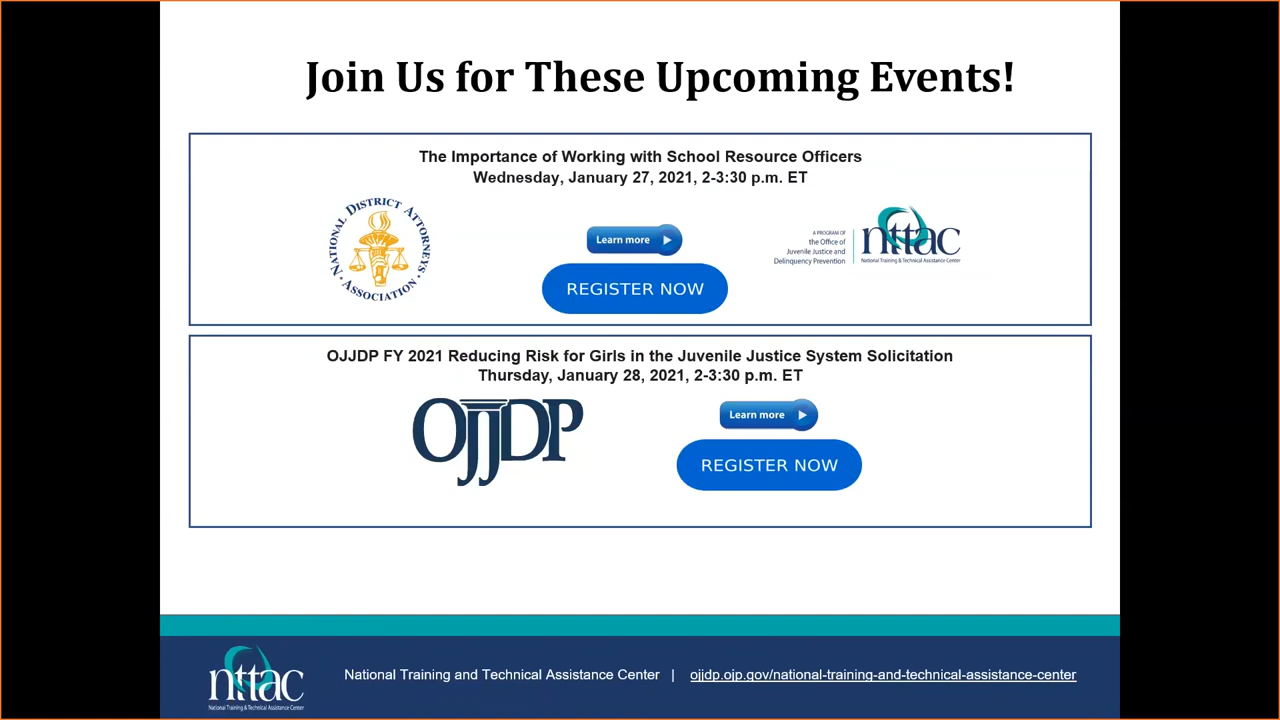 Join Us for These Upcoming Events!
The Importance of Working with School Resource Officers
Wednesday, January 27, 2021, 2-3:30 p.m. ET
NATIONAL DISTRICT ATTORNEYS
ASSOCIATION
Learn more
REGISTER NOW
A PROGRAM OF
the Office of
Juvenile Justice and
Delinquency Prevention
nttac
National Training & Technical Assistance Center
OJJDP FY 2021 Reducing Risk for Girls in the Juvenile Justice System Solicitation
Thursday, January 28, 2021, 2-3:30 p.m. ET
OJJDP
Learn more
REGISTER NOW
nttac
National Training & Technical Assistance Center
National Training and Technical Assistance Center | ojjdp.ojp.gov/national-training-and-technical-assistance-center